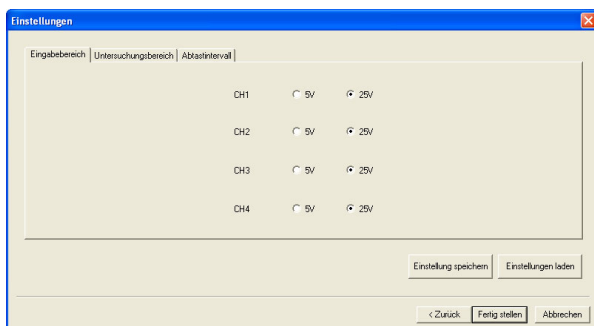 Einstellungen
Eingabebereich Untersuchungsbereich Abtastintervall
CH1 5V 25V
CH2 5V 25V
CH3 5V 25V
CH4 5V 25V
Einstellung speichern Einstellungen laden
< Zurück Fertig stellen Abbrechen